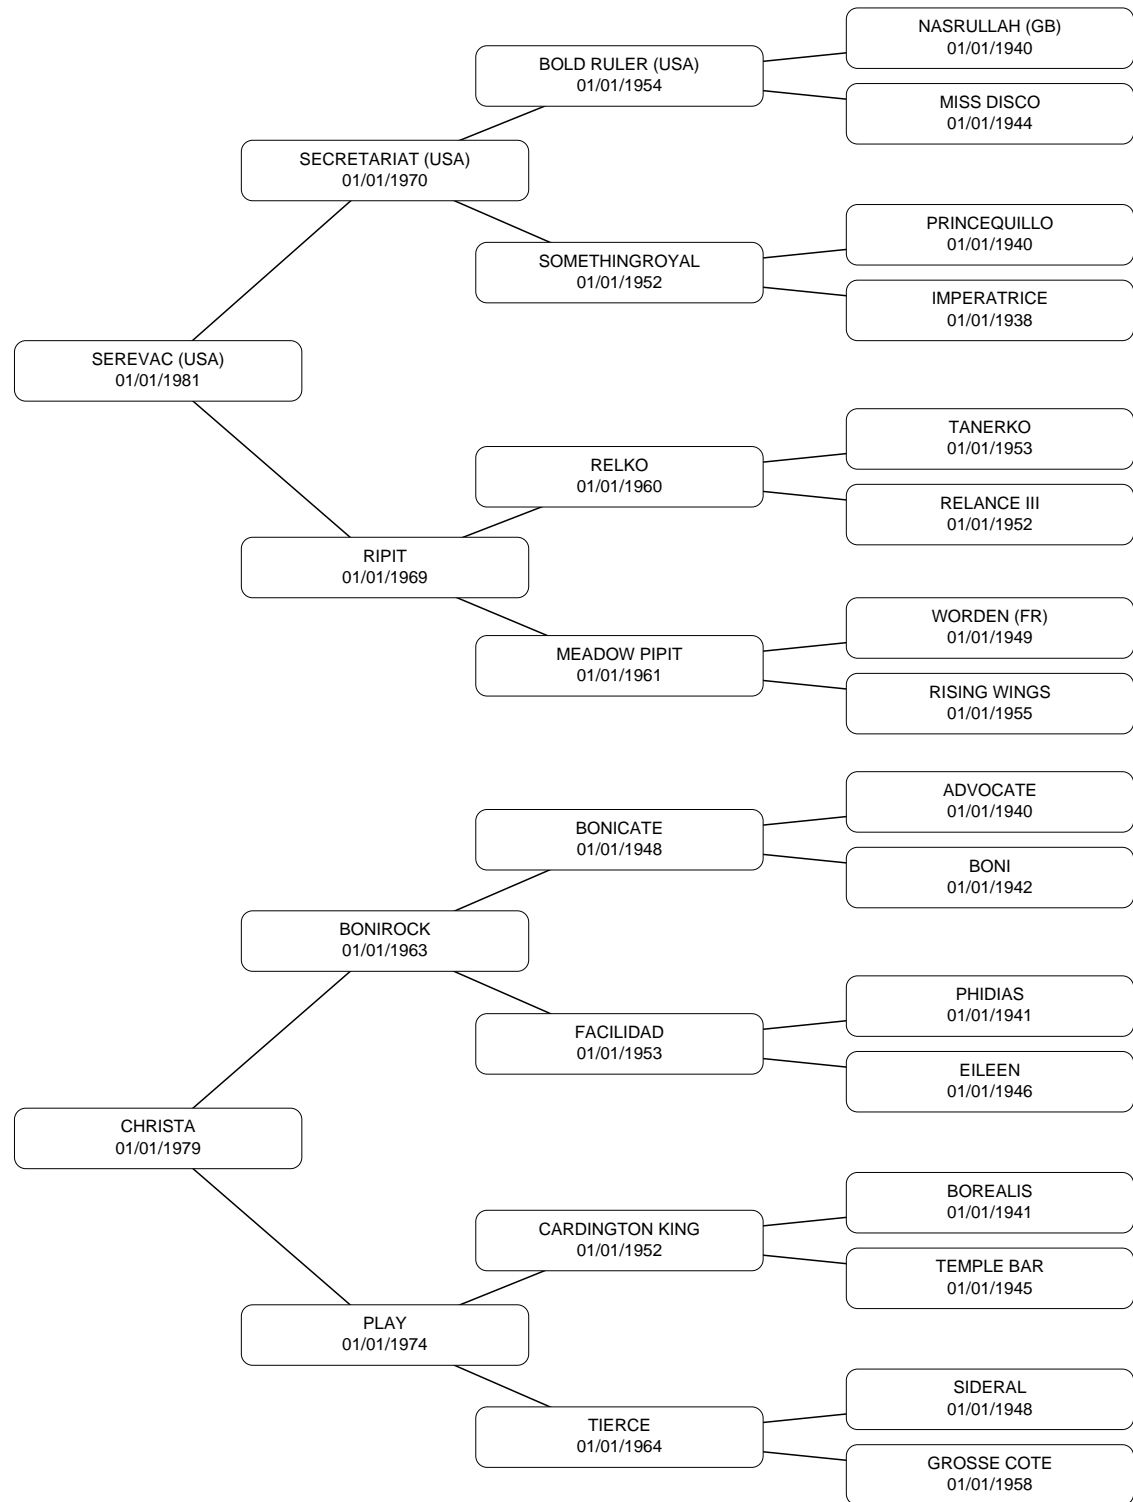 NASRULLAH (GB)
01/01/1940
BOLD RULER (USA)
01/01/1954
MISS DISCO
01/01/1944
SECRETARIAT (USA)
01/01/1970
PRINCEQUILLO
01/01/1940
SOMETHINGROYAL
01/01/1952
IMPERATRICE
01/01/1938
SEREVAC (USA)
01/01/1981
TANERKO
01/01/1953
RELKO
01/01/1960
RELANCE III
01/01/1952
RIPIT
01/01/1969
WORDEN (FR)
01/01/1949
MEADOW PIPIT
01/01/1961
RISING WINGS
01/01/1955
ADVOCATE
01/01/1940
BONICATE
01/01/1948
BONI
01/01/1942
BONIROCK
01/01/1963
PHIDIAS
01/01/1941
FACILIDAD
01/01/1953
EILEEN
01/01/1946
CHRISTA
01/01/1979
BOREALIS
01/01/1941
CARDINGTON KING
01/01/1952
TEMPLE BAR
01/01/1945
PLAY
01/01/1974
SIDERAL
01/01/1948
TIERCE
01/01/1964
GROSSE COTE
01/01/1958